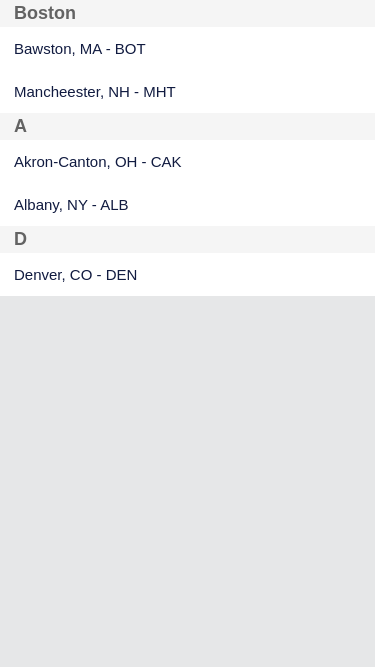 Boston
Bawston, MA - BOT
Mancheester, NH - MHT
A
Akron-Canton, OH - CAK
Albany, NY - ALB
D
Denver, CO - DEN